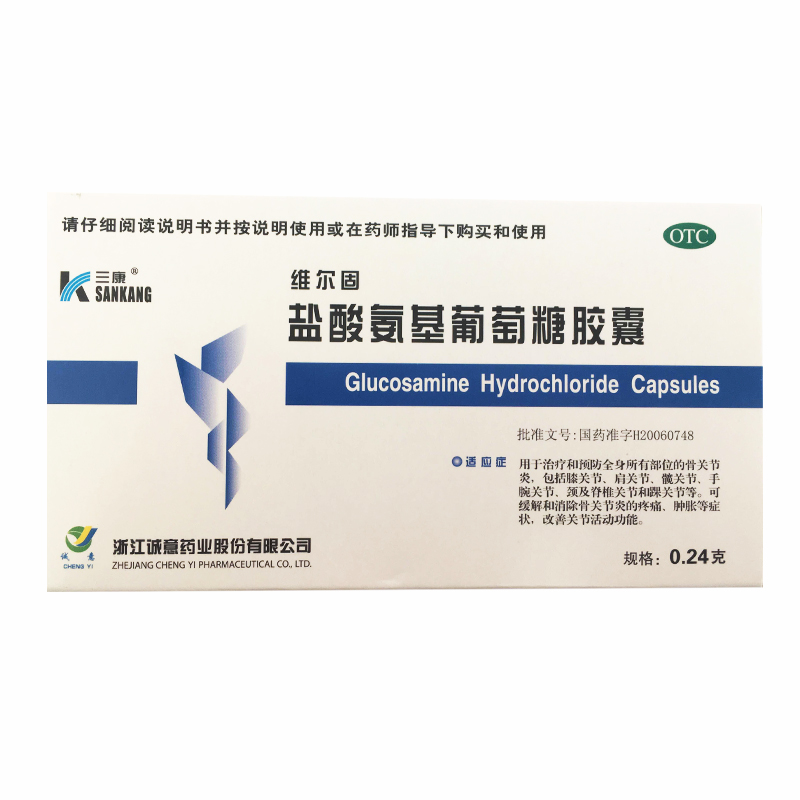 请仔细阅读说明书并按说明使用或在药师指导下购买和使用
OTC
三康®
SANKANG
维尔固
盐酸氨基葡萄糖胶囊
Glucosamine Hydrochloride Capsules
批准文号:国药准字H20060748
适应症
用于治疗和预防全身所有部位的骨关节
炎，包括膝关节、肩关节、髋关节、手
腕关节、颈及脊椎关节和踝关节等。可
缓解和消除骨关节炎的疼痛、肿胀等症
状，改善关节活动功能。
诚意
CHENG YI
浙江诚意药业股份有限公司
ZHEJIANG CHENG YI PHARMACEUTICAL CO., LTD.
规格：0.24克